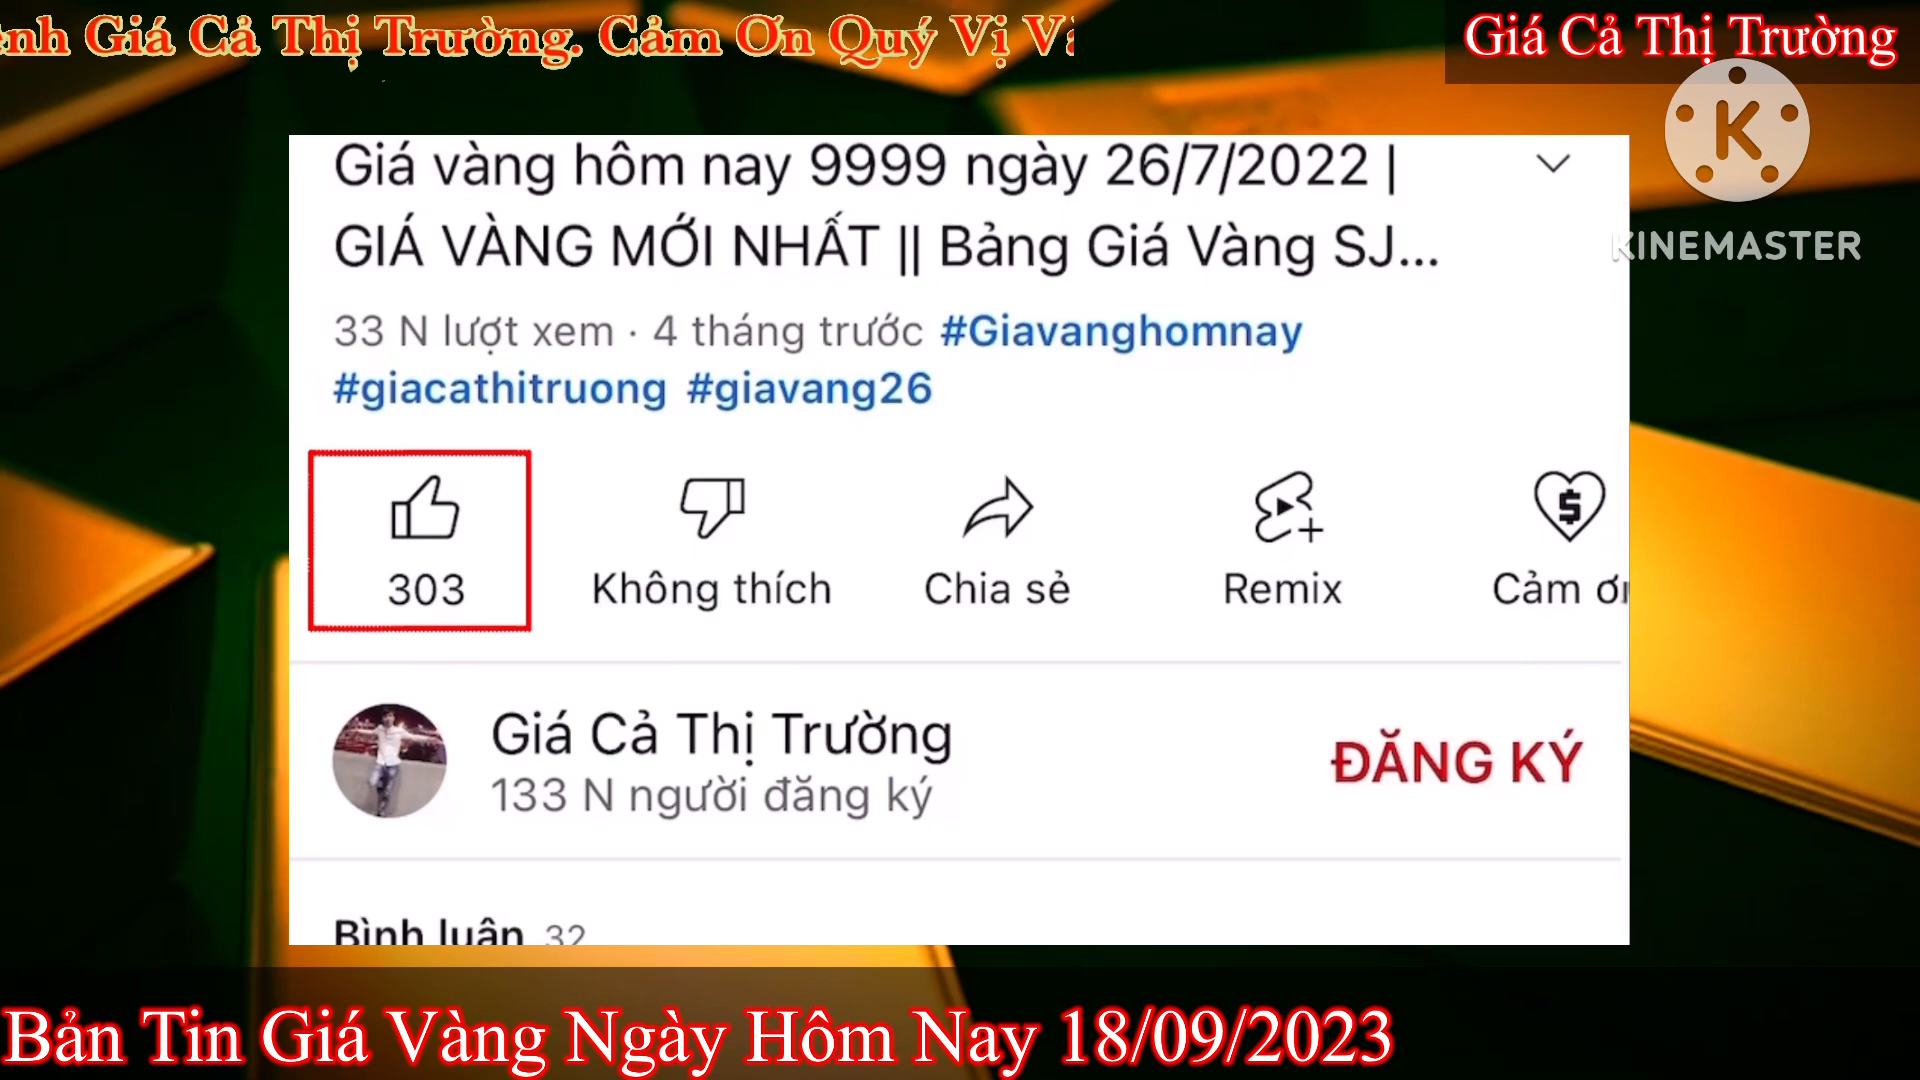 Giá Cả Thị Trường. Cảm Ơn Quý Vị
Giá Cả Thị Trường
K
KINEMASTER
Giá vàng hôm nay 9999 ngày 26/7/2022 |
GIÁ VÀNG MỚI NHẤT || Bảng Giá Vàng SJ...
33 N lượt xem · 4 tháng trước #Giavanghomnay
#giacathitruong #giavang26
303 Không thích Chia sẻ Remix Cảm ơn
Giá Cả Thị Trường
133 N người đăng ký
ĐĂNG KÝ
Bình luận 32
Bản Tin Giá Vàng Ngày Hôm Nay 18/09/2023